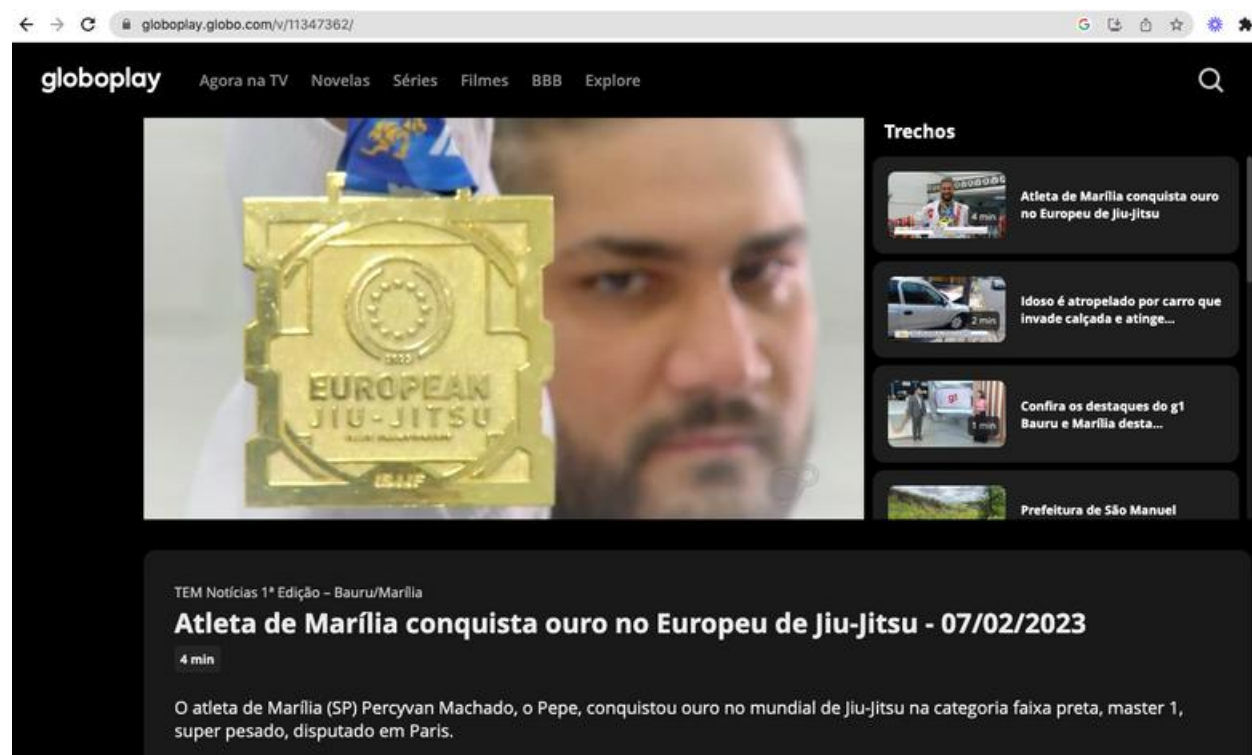 globoplay.globo.com/v/11347362/
globoplay Agora na TV Novelas Séries Filmes BBB Explore
2023
EUROPEAN
JIU-JITSU
IBJJF
Trechos
4 min
Atleta de Marília conquista ouro
no Europeu de Jiu-Jitsu
2 min
Idoso é atropelado por carro que
invade calçada e atinge...
g1
1 min
Confira os destaques do g1
Bauru e Marília desta...
Prefeitura de São Manuel
TEM Notícias 1ª Edição – Bauru/Marília
Atleta de Marília conquista ouro no Europeu de Jiu-Jitsu - 07/02/2023
4 min
O atleta de Marília (SP) Percyvan Machado, o Pepe, conquistou ouro no mundial de Jiu-Jitsu na categoria faixa preta, master 1,
super pesado, disputado em Paris.